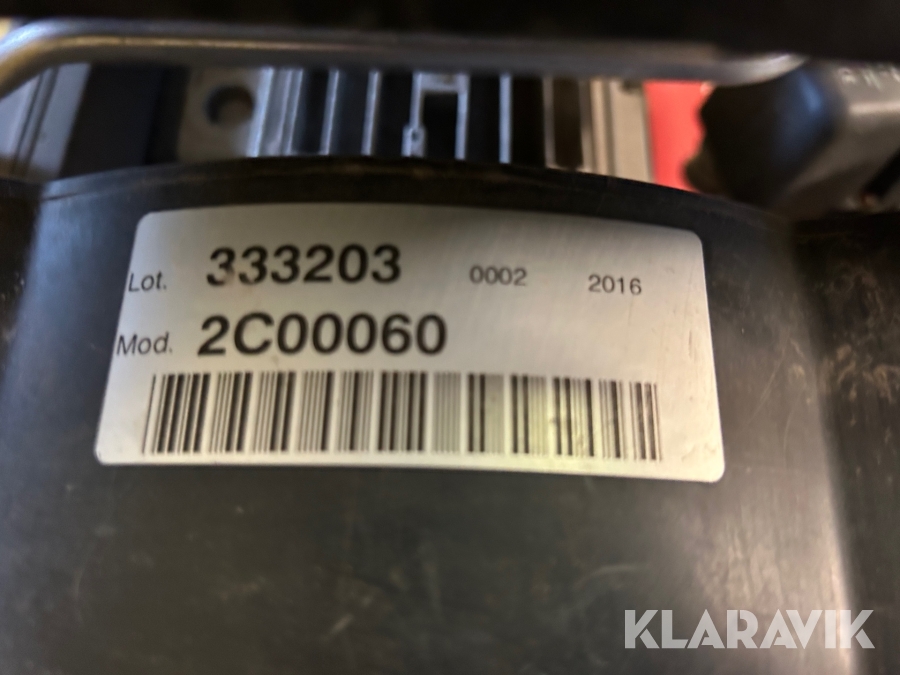 Lot. 333203 0002 2016
Mod. 2C00060
KLARAVIK